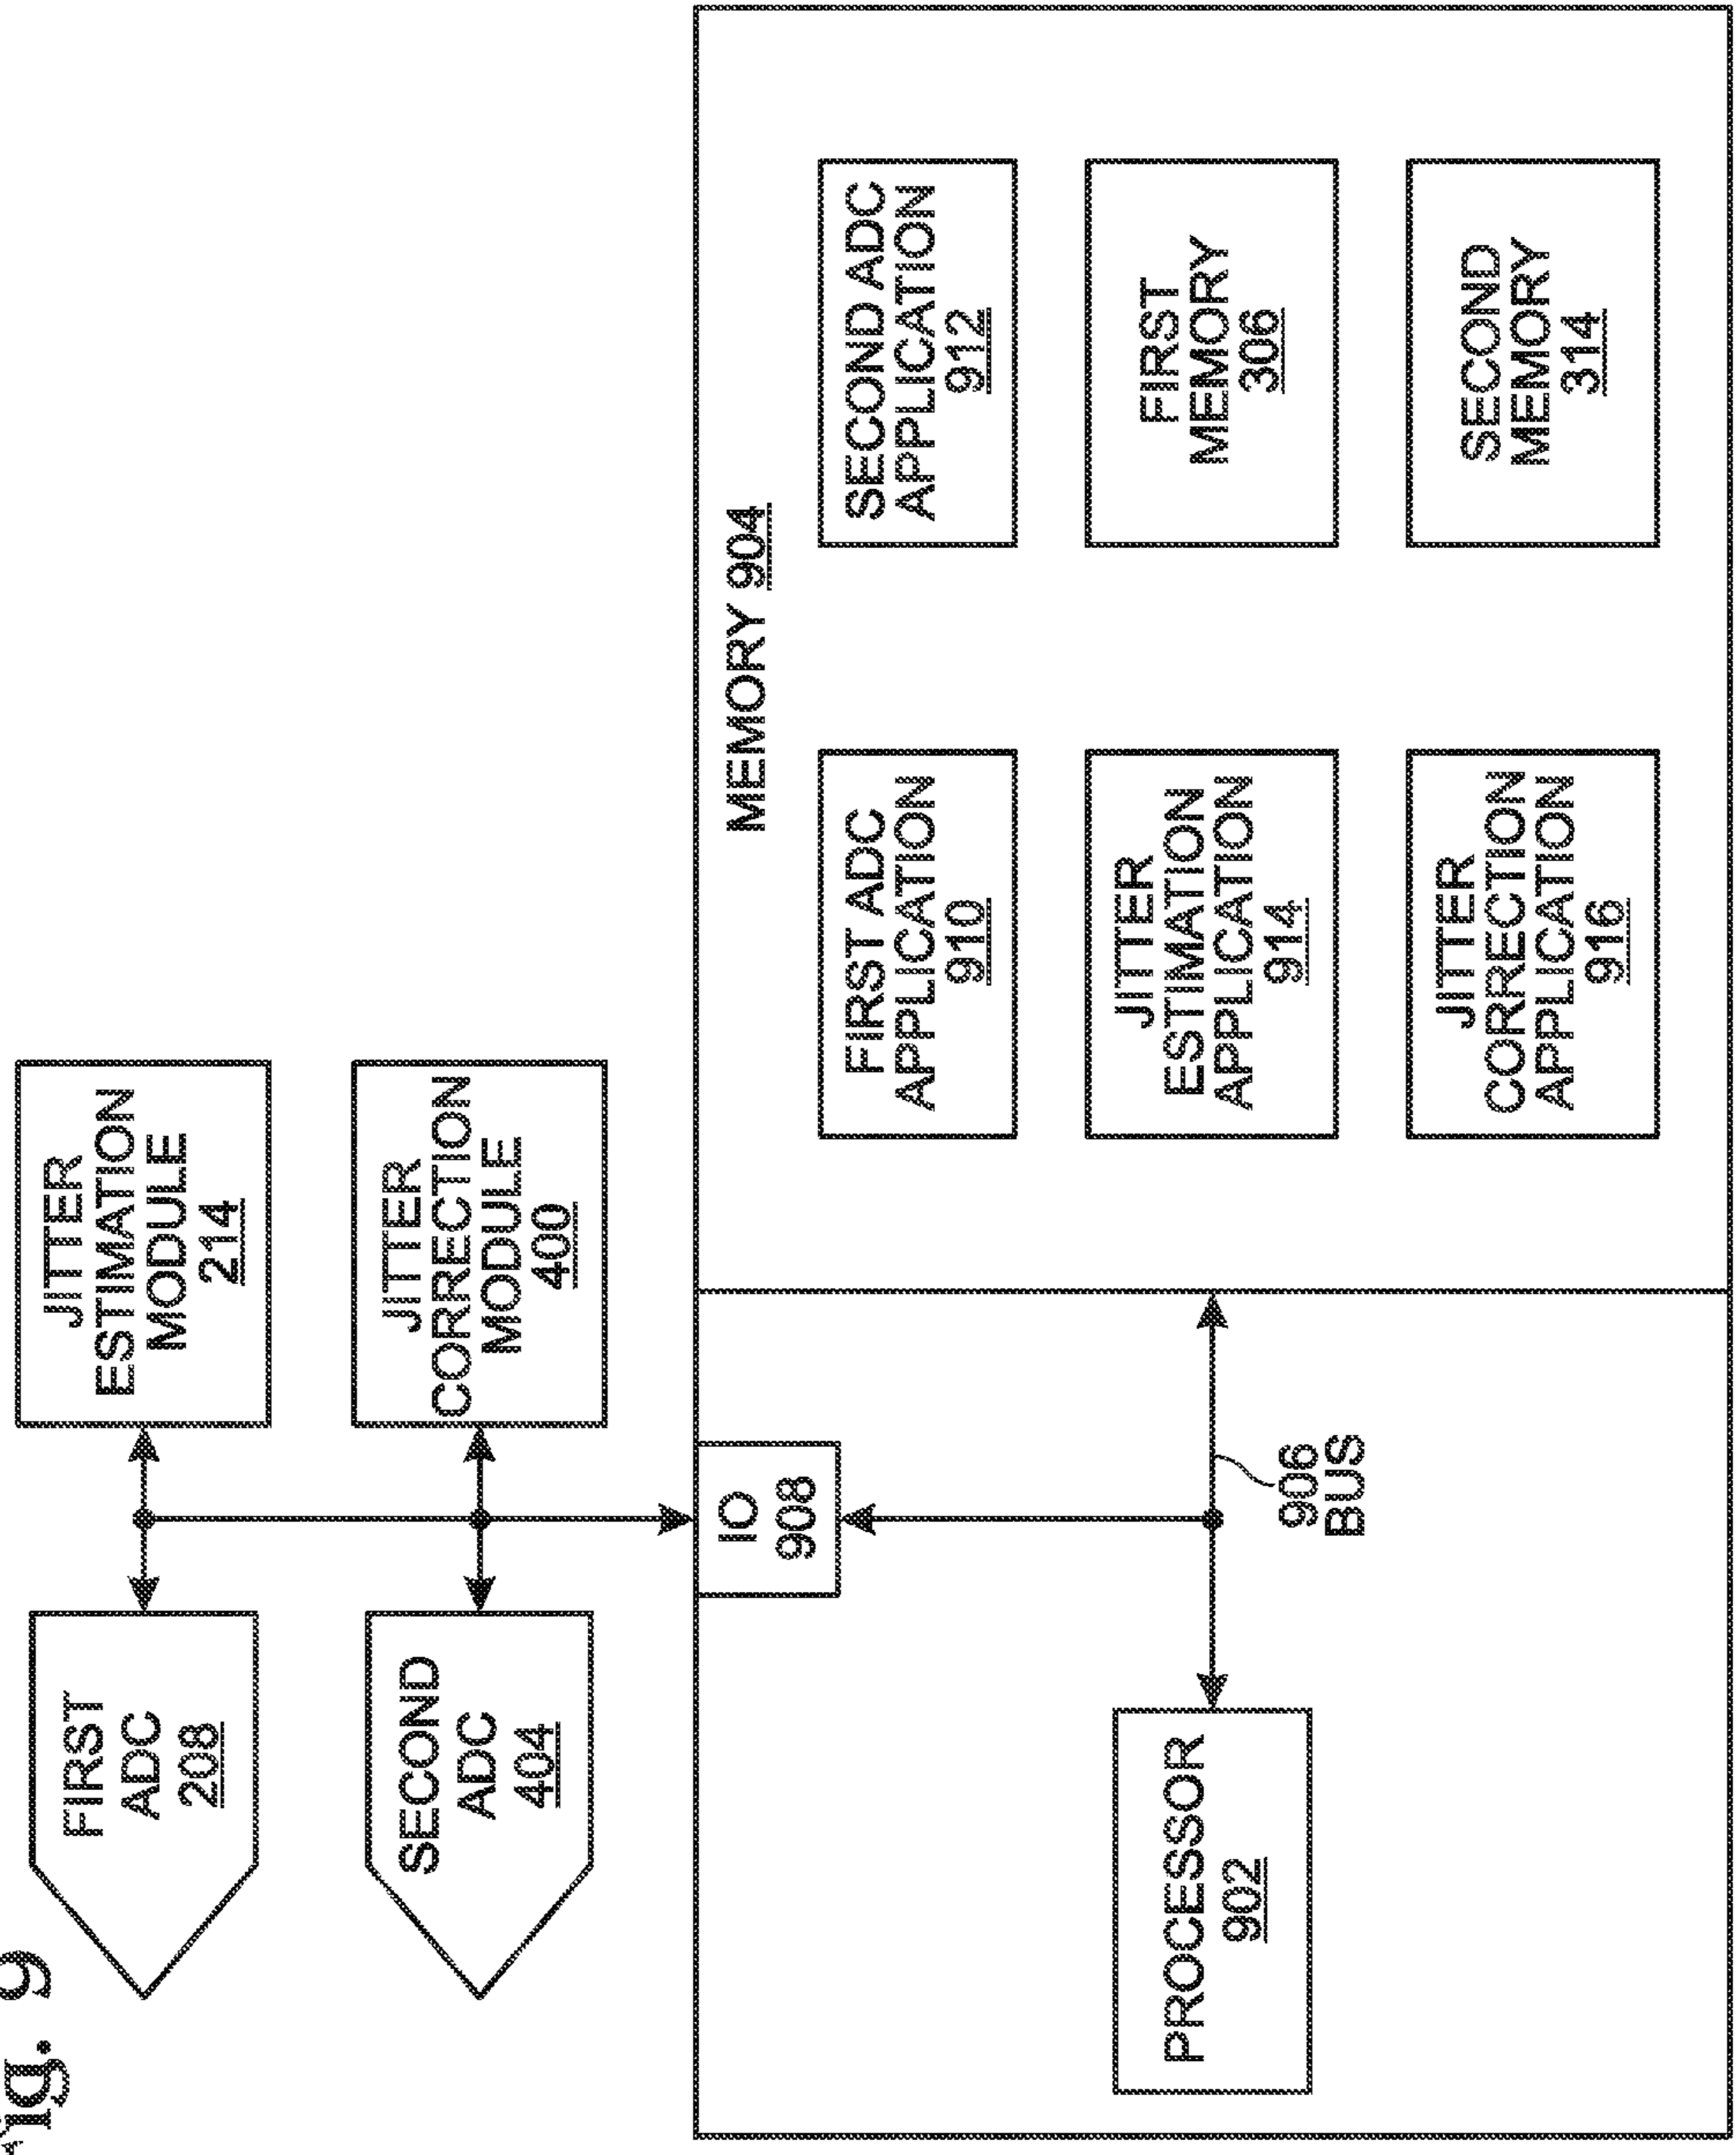 Fig. 9
FIRST
ADC
208
JITTER
ESTIMATION
MODULE
214
SECOND
ADC
404
JITTER
CORRECTION
MODULE
400
IO
908
MEMORY 904
FIRST ADC
APPLICATION
910
SECOND ADC
APPLICATION
912
PROCESSOR
902
906
BUS
JITTER
ESTIMATION
APPLICATION
914
FIRST
MEMORY
306
JITTER
CORRECTION
APPLICATION
916
SECOND
MEMORY
314